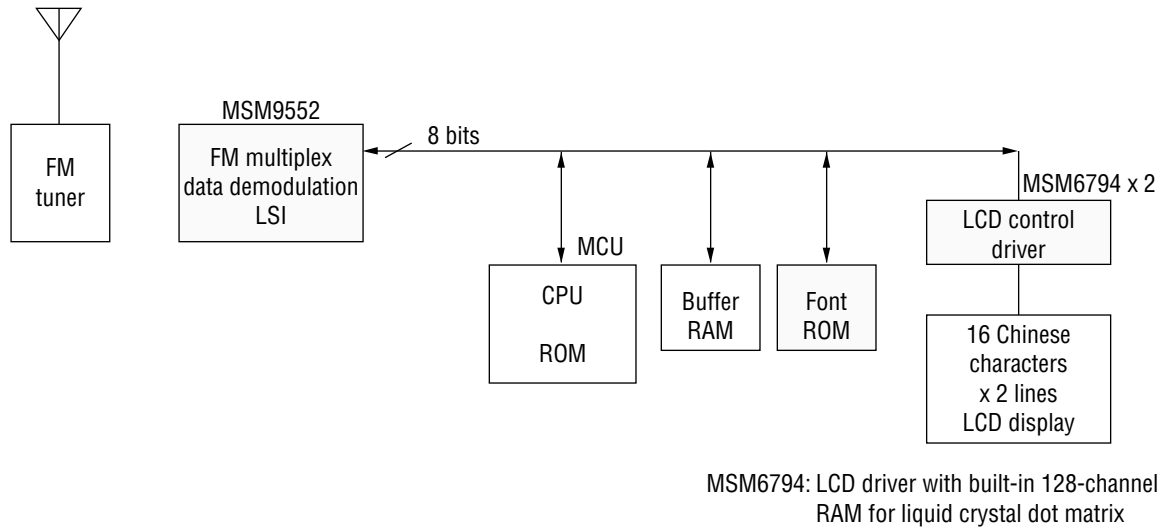 MSM9552
FM
tuner
FM multiplex
data demodulation
LSI
8 bits
MCU
CPU
ROM
Buffer
RAM
Font
ROM
MSM6794 x 2
LCD control
driver
16 Chinese
characters
x 2 lines
LCD display
MSM6794: LCD driver with built-in 128-channel
RAM for liquid crystal dot matrix